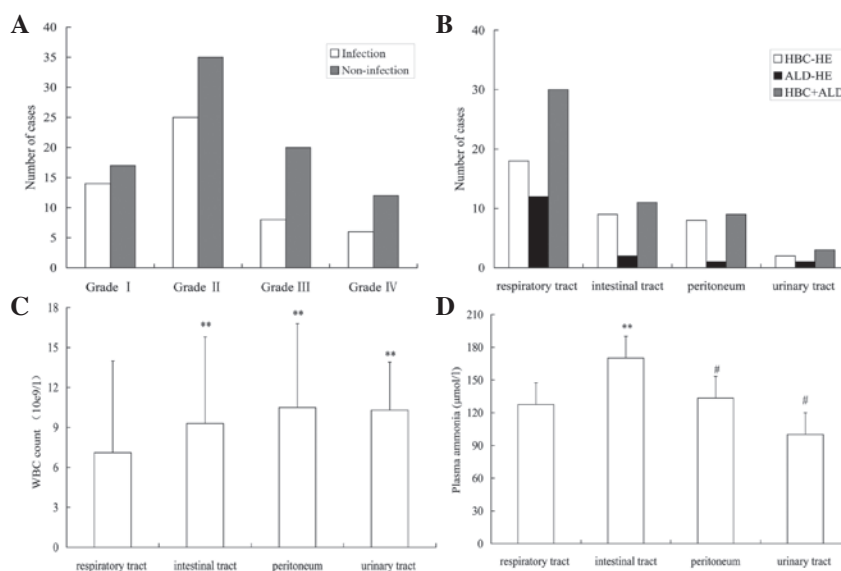 A
40
35
30
25
20
15
10
5
0
Number of cases
Infection
Non-infection
Grade Ⅰ Grade Ⅱ Grade Ⅲ Grade Ⅳ
B
40
30
20
10
0
Number of cases
HBC-HE
ALD-HE
HBC+ALD
respiratory tract intestinal tract peritoneum urinary tract
C
18
15
12
9
6
3
0
WBC count (10e9/1)
** ** **
respiratory tract intestinal tract peritoneum urinary tract
D
210
180
150
120
90
60
30
0
Plasma ammonia (μmol/l)
** # #
respiratory tract intestinal tract peritoneum urinary tract